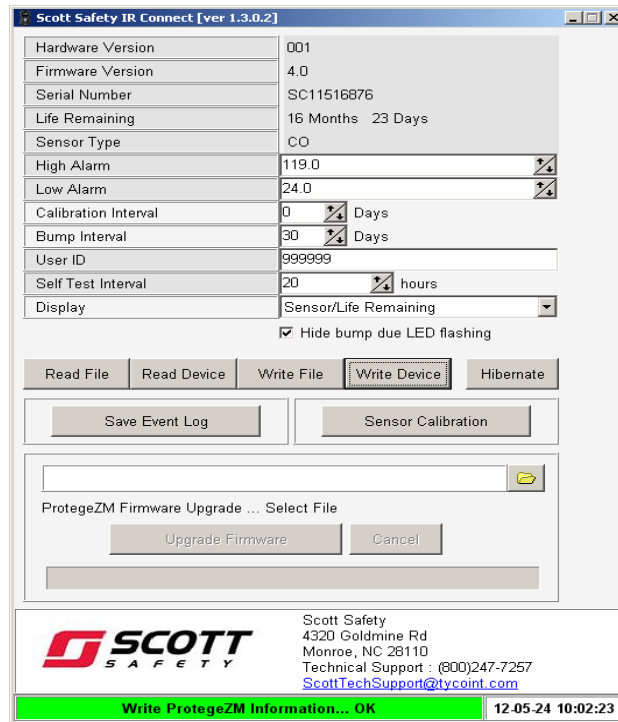 Scott Safety IR Connect [ver 1.3.0.2]
Hardware Version 001
Firmware Version 4.0
Serial Number SC11516876
Life Remaining 16 Months 23 Days
Sensor Type CO
High Alarm 119.0
Low Alarm 24.0
Calibration Interval 0 Days
Bump Interval 30 Days
User ID 999999
Self Test Interval 20 hours
Display Sensor/Life Remaining
Hide bump due LED flashing
Read File Read Device Write File Write Device Hibernate
Save Event Log Sensor Calibration
ProtegeZM Firmware Upgrade ... Select File
Upgrade Firmware Cancel
SCOTT
SAFETY
Scott Safety
4320 Goldmine Rd
Monroe, NC 28110
Technical Support : (800)247-7257
ScottTechSupport@tycoint.com
Write ProtegeZM Information... OK 12-05-24 10:02:23